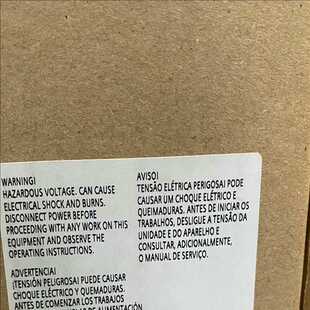 WARNING!
HAZARDOUS VOLTAGE. CAN CAUSE
ELECTRICAL SHOCK AND BURNS.
DISCONNECT POWER BEFORE
PROCEEDING WITH ANY WORK ON THIS
EQUIPMENT AND OBSERVE THE
OPERATING INSTRUCTIONS.
ADVERTENCIA!
¡TENSIÓN PELIGROSA! PUEDE CAUSAR
CHOQUE ELÉCTRICO Y QUEMADURAS.
ANTES DE COMENZAR LOS TRABAJOS
DE ALIMENTACIÓN
AVISO!
TENSÃO ELÉTRICA PERIGOSA! PODE
CAUSAR UM CHOQUE ELÉTRICO E
QUEIMADURAS. ANTES DE INICIAR OS
TRABALHOS, DESLIGUE A TENSÃO DA
UNIDADE E DO APARELHO E
CONSULTAR, ADICIONALMENTE,
O MANUAL DE SERVIÇO.